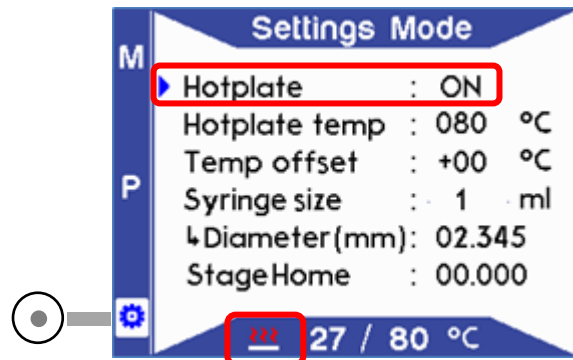 Settings Mode
M
Hotplate : ON
Hotplate temp : 080 °C
Temp offset : +00 °C
P
Syringe size : 1 ml
↳Diameter(mm): 02.345
StageHome : 00.000
27 / 80 °C